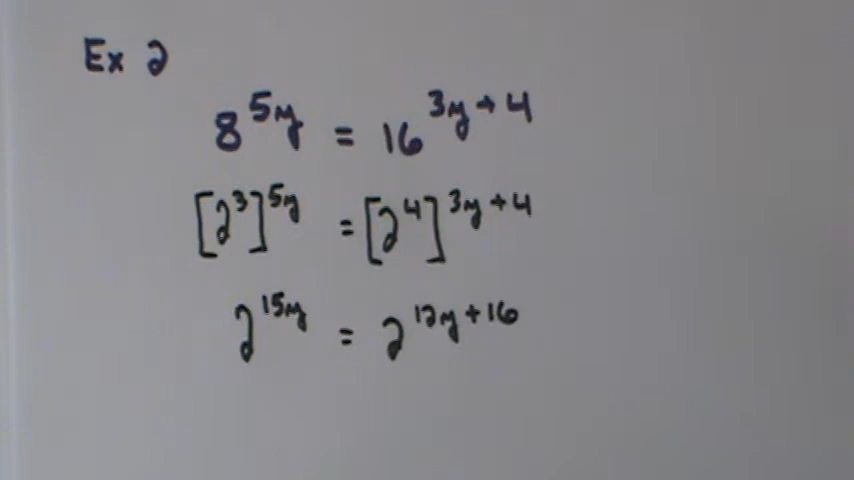 Ex 2
8^{5y} = 16^{3y + 4}
[2^3]^{5y} = [2^4]^{3y + 4}
2^{15y} = 2^{12y + 16}